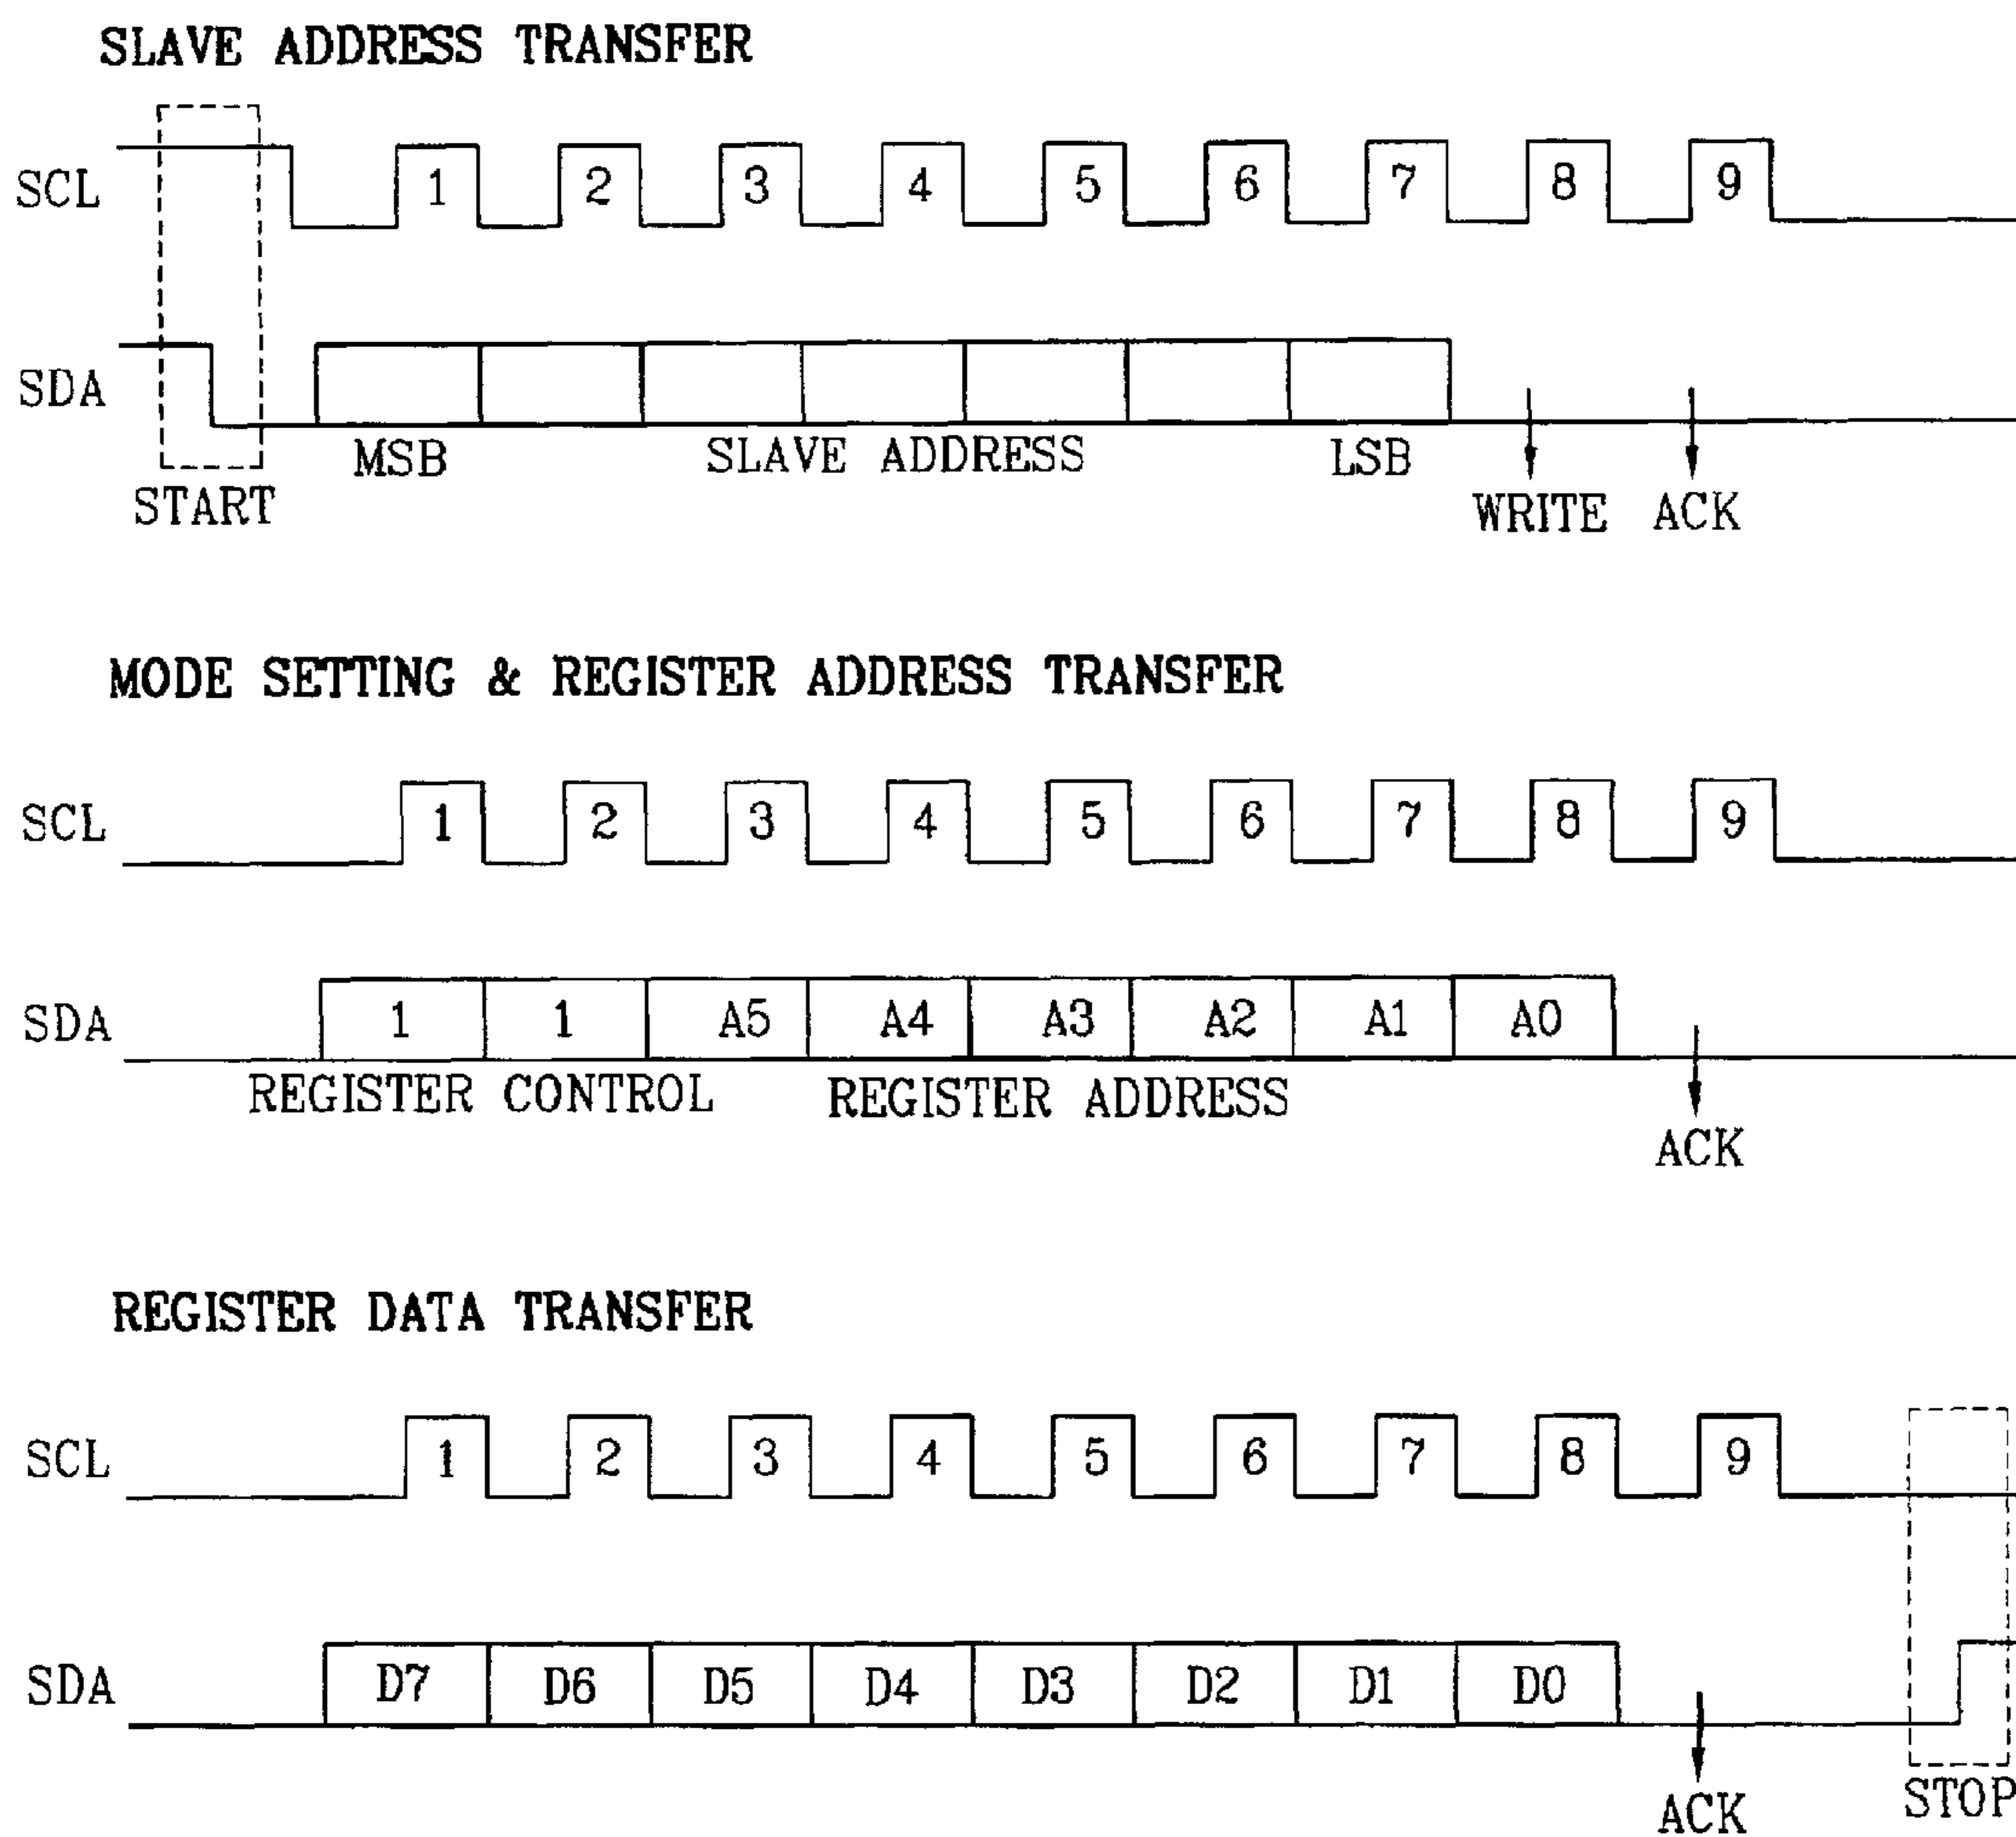 SLAVE ADDRESS TRANSFER
SCL 1 2 3 4 5 6 7 8 9
SDA
MSB SLAVE ADDRESS LSB
START WRITE ACK
MODE SETTING & REGISTER ADDRESS TRANSFER
SCL 1 2 3 4 5 6 7 8 9
SDA 1 1 A5 A4 A3 A2 A1 A0
REGISTER CONTROL REGISTER ADDRESS
ACK
REGISTER DATA TRANSFER
SCL 1 2 3 4 5 6 7 8 9
SDA D7 D6 D5 D4 D3 D2 D1 D0
ACK STOP